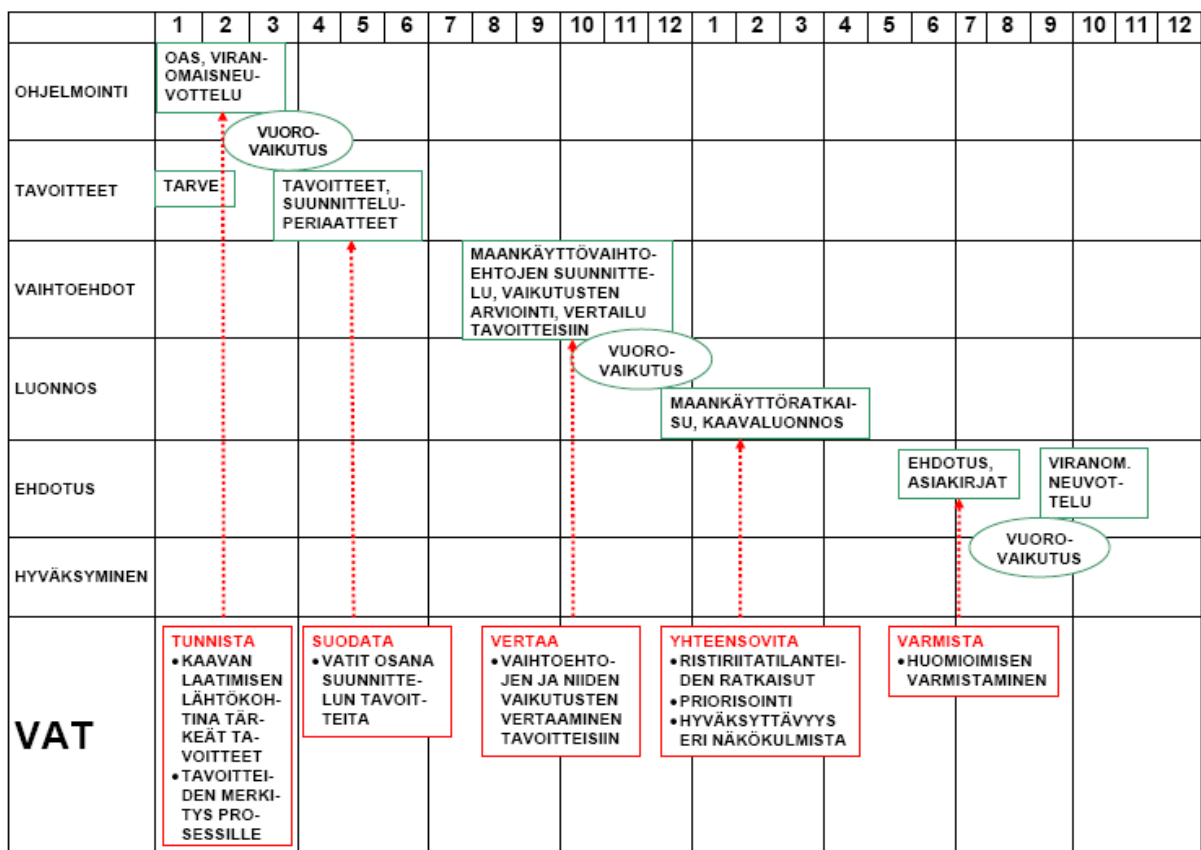 1 2 3 4 5 6 7 8 9 10 11 12 1 2 3 4 5 6 7 8 9 10 11 12
OHJELMOINTI
OAS, VIRAN-
OMAISNEU-
VOTTELU
VUORO-
VAIKUTUS
TAVOITTEET
TARVE
TAVOITTEET,
SUUNNITTELU-
PERIAATTEET
VAIHTOEHDOT
MAANKÄYTTÖVAIHTO-
EHTOJEN SUUNNITTE-
LU, VAIKUTUSTEN
ARVIOINTI, VERTAILU
TAVOITTEISIIN
VUORO-
VAIKUTUS
LUONNOS
MAANKÄYTTÖRATKAI-
SU, KAAVALUONNOS
EHDOTUS
EHDOTUS,
ASIAKIRJAT
VIRANOM.
NEUVOT-
TELU
VUORO-
VAIKUTUS
HYVÄKSYMINEN
VAT
TUNNISTA
•KAAVAN
LAATIMISEN
LÄHTÖKOH-
TINA TÄR-
KEÄT TA-
VOITTEET
•TAVOITTEI-
DEN MERKI-
TYS PRO-
SESSILLE
SUODATA
•VATIT OSANA
SUUNNITTE-
LUN TAVOIT-
TEITA
VERTAA
•VAIHTOEHTO-
JEN JA NIIDEN
VAIKUTUSTEN
VERTAAMINEN
TAVOITTEISIIN
YHTEENSOVITA
•RISTIRIITATILANTEI-
DEN RATKAISUT
•PRIORISOINTI
•HYVÄKSYTTÄVYYS
ERI NÄKÖKULMISTA
VARMISTA
•HUOMIOIMISEN
VARMISTAMINEN